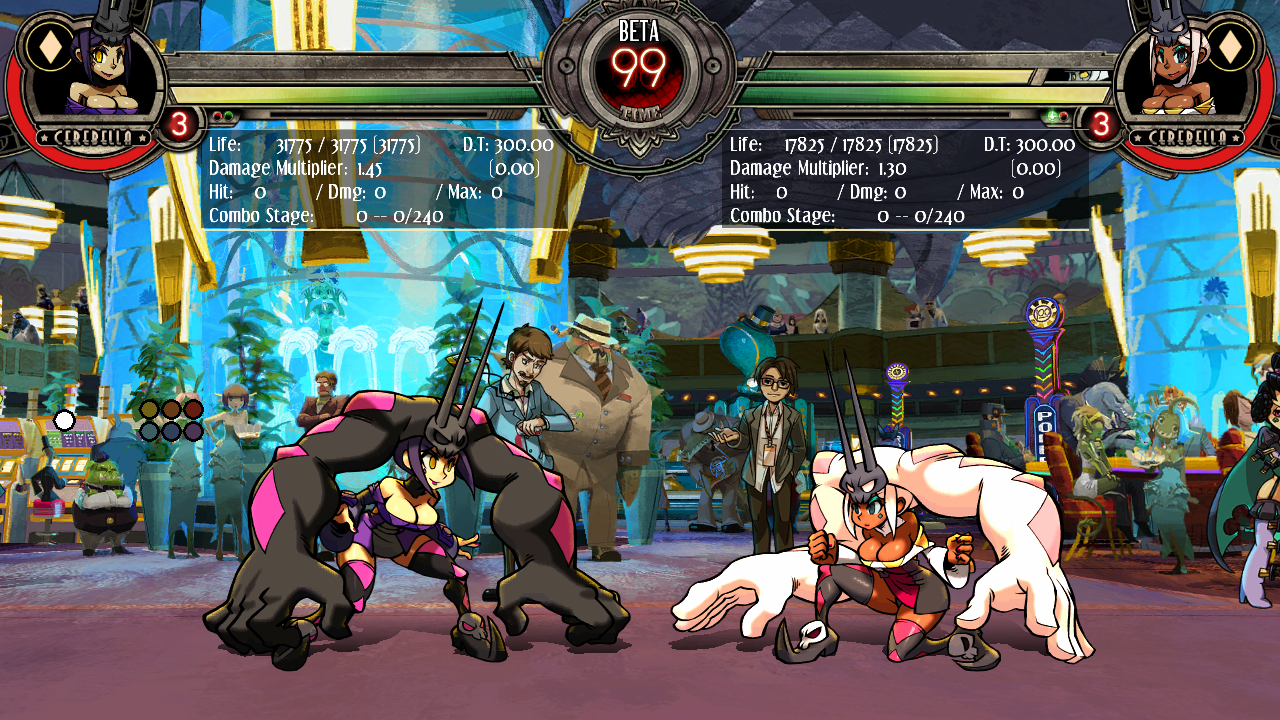 BETA
99
TIME
CEREBELLA
3
3
CEREBELLA
Life: 31775 / 31775 (31775) D.T: 300.00
Damage Multiplier: 1.45 (0.00)
Hit: 0 / Dmg: 0 / Max: 0
Combo Stage: 0 -- 0/240
Life: 17825 / 17825 (17825) D.T: 300.00
Damage Multiplier: 1.30 (0.00)
Hit: 0 / Dmg: 0 / Max: 0
Combo Stage: 0 -- 0/240